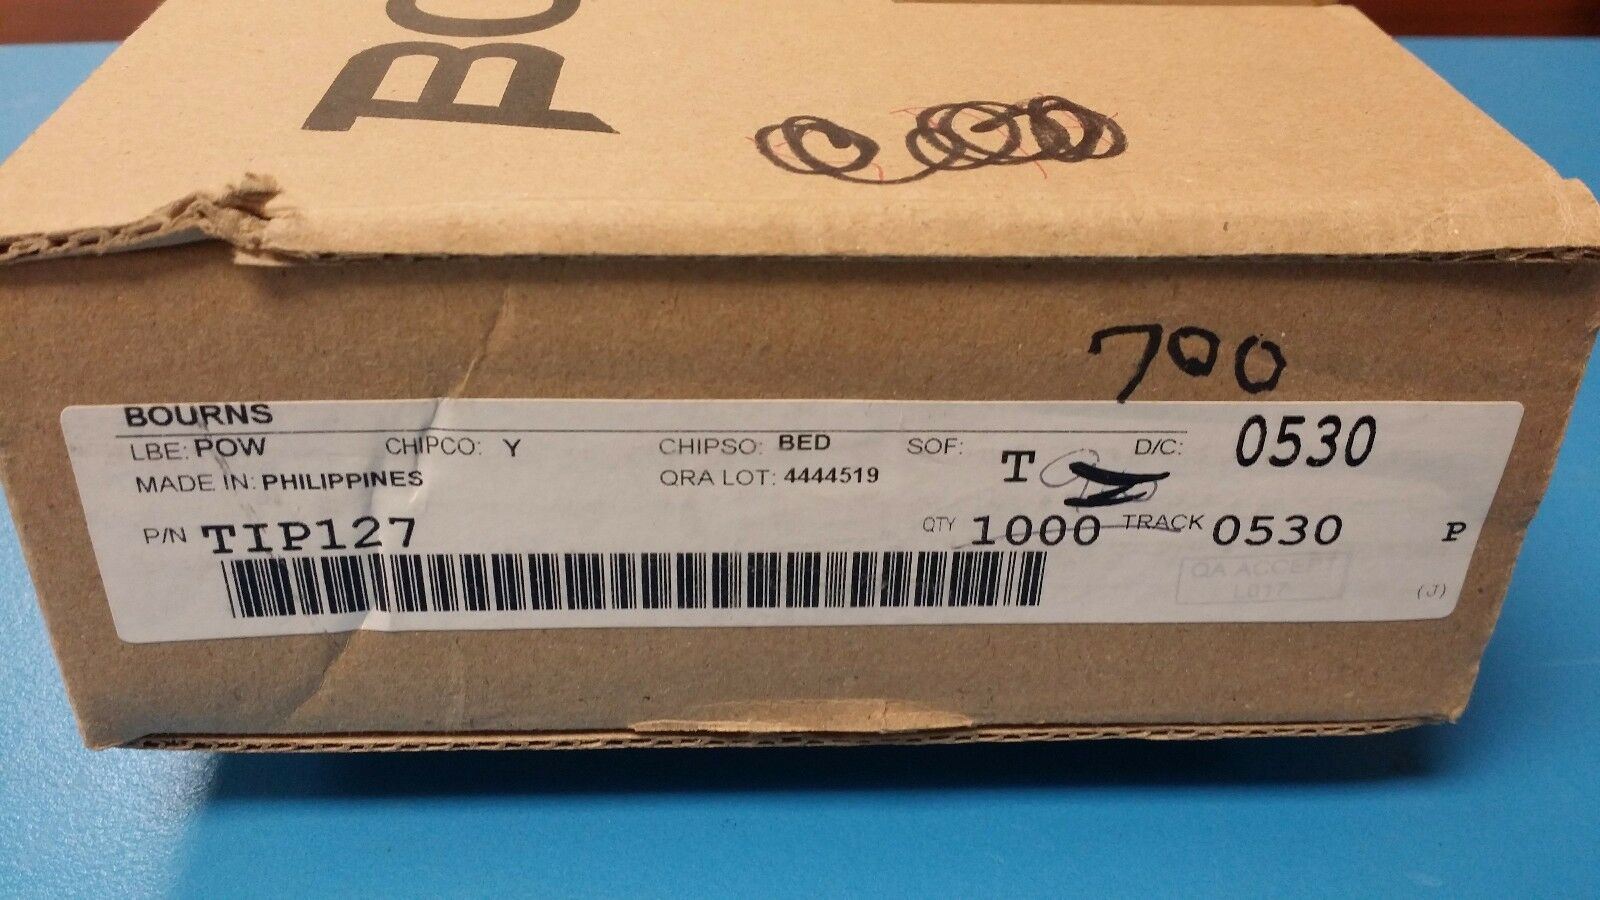 BO
700
BOURNS
LBE: POW CHIPCO: Y CHIPSO: BED SOF: T D/C: 0530
MADE IN: PHILIPPINES QRA LOT: 4444519
P/N TIP127 QTY 1000 TRACK 0530 P
QA ACCEPT
L017
(J)